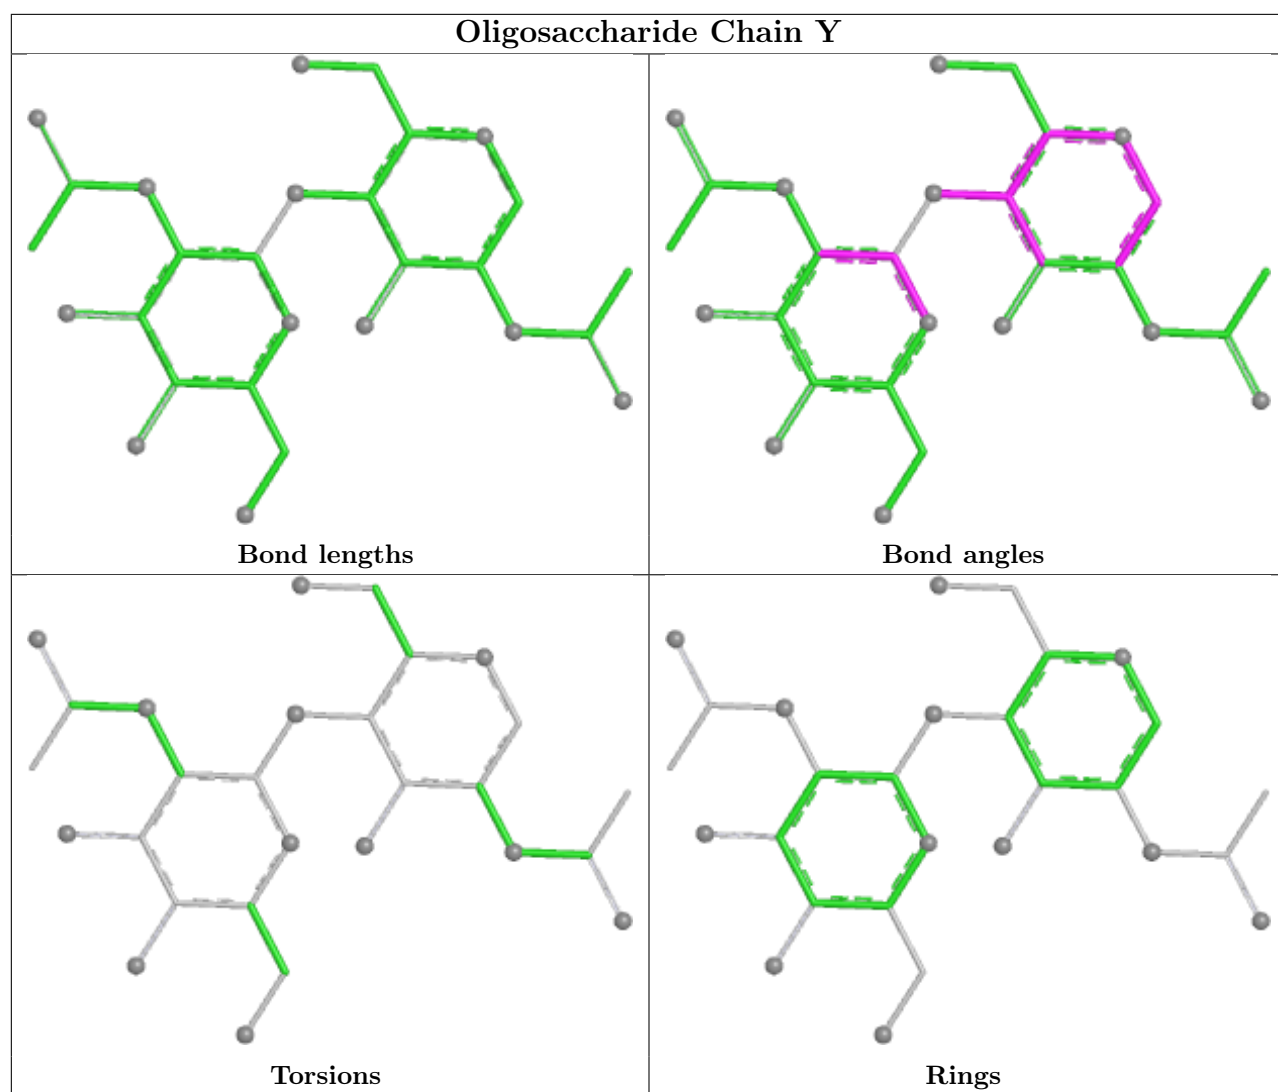 Oligosaccharide Chain Y
Bond lengths
Bond angles
Torsions
Rings